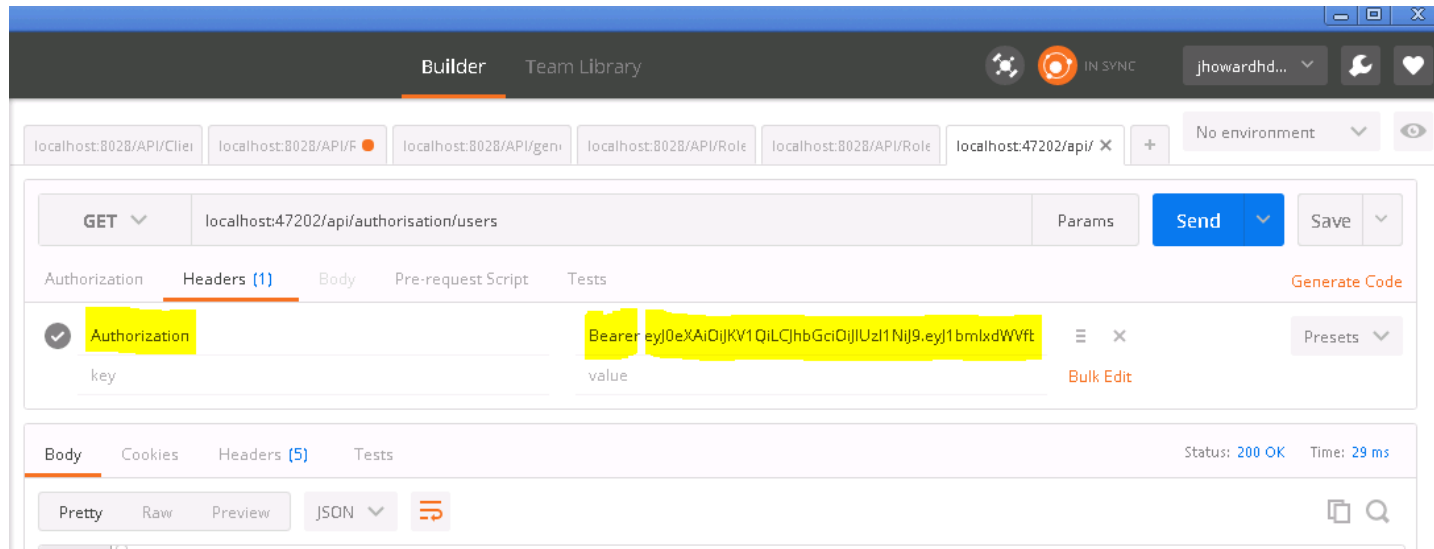 Builder Team Library IN SYNC jhowardhd...
localhost:8028/API/Clie localhost:8028/API/F localhost:8028/API/gen localhost:8028/API/Role localhost:8028/API/Role localhost:47202/api/ No environment
GET localhost:47202/api/authorisation/users Params Send Save
Authorization Headers (1) Body Pre-request Script Tests Generate Code
Authorization Bearer eyJ0eXAiOiJKV1QiLCJhbGciOiJIUzI1NiJ9.eyJ1bmlxdWVfb Presets
key value Bulk Edit
Body Cookies Headers (5) Tests Status: 200 OK Time: 29 ms
Pretty Raw Preview JSON